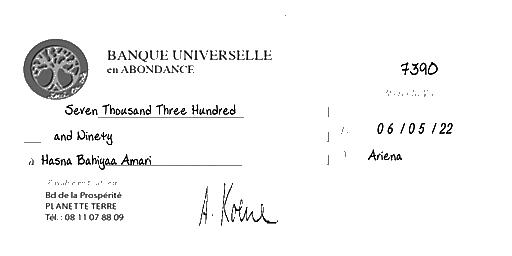 BANQUE UNIVERSELLE
en ABONDANCE
7390
Seven Thousand Three Hundred
and Ninety
06/05/22
à Hasna Bahiyaa Amari
Ariena
Bd de la Prospérité
PLANETTE TERRE
Tél. : 08 11 07 88 09
A. Koene